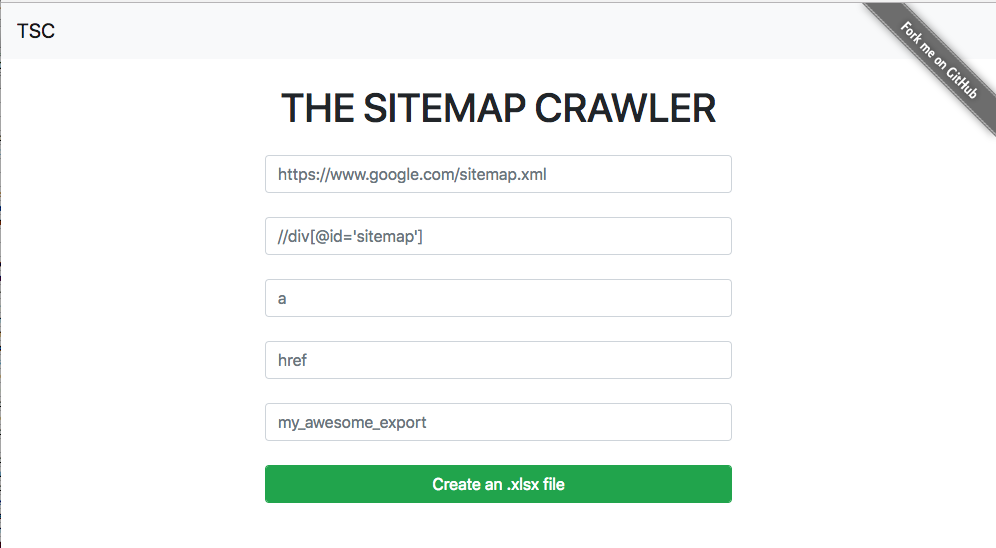 TSC
Fork me on GitHub
THE SITEMAP CRAWLER
https://www.google.com/sitemap.xml
//div[@id='sitemap']
a
href
my_awesome_export
Create an .xlsx file